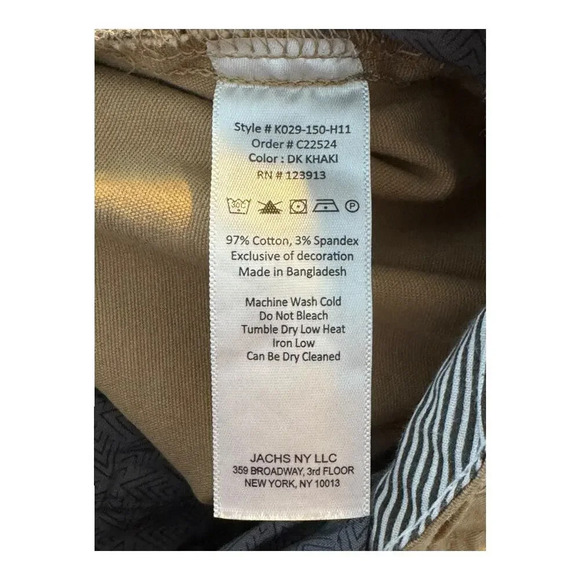 Style # K029-150-H11
Order # C22524
Color : DK KHAKI
RN # 123913
30° P
97% Cotton, 3% Spandex
Exclusive of decoration
Made in Bangladesh
Machine Wash Cold
Do Not Bleach
Tumble Dry Low Heat
Iron Low
Can Be Dry Cleaned
JACHS NY LLC
359 BROADWAY, 3rd FLOOR
NEW YORK, NY 10013